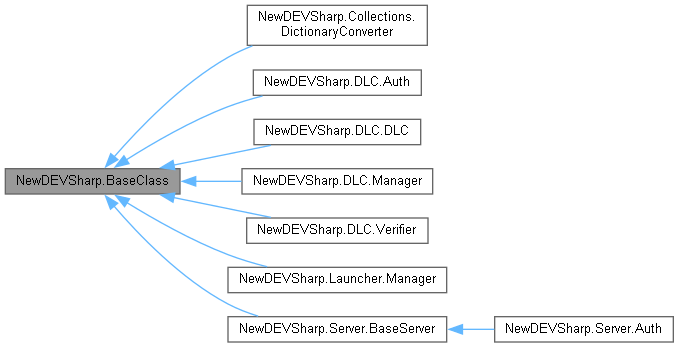 NewDEVSharp.Collections.
DictionaryConverter
NewDEVSharp.DLC.Auth
NewDEVSharp.DLC.DLC
NewDEVSharp.BaseClass
NewDEVSharp.DLC.Manager
NewDEVSharp.DLC.Verifier
NewDEVSharp.Launcher.Manager
NewDEVSharp.Server.BaseServer
NewDEVSharp.Server.Auth